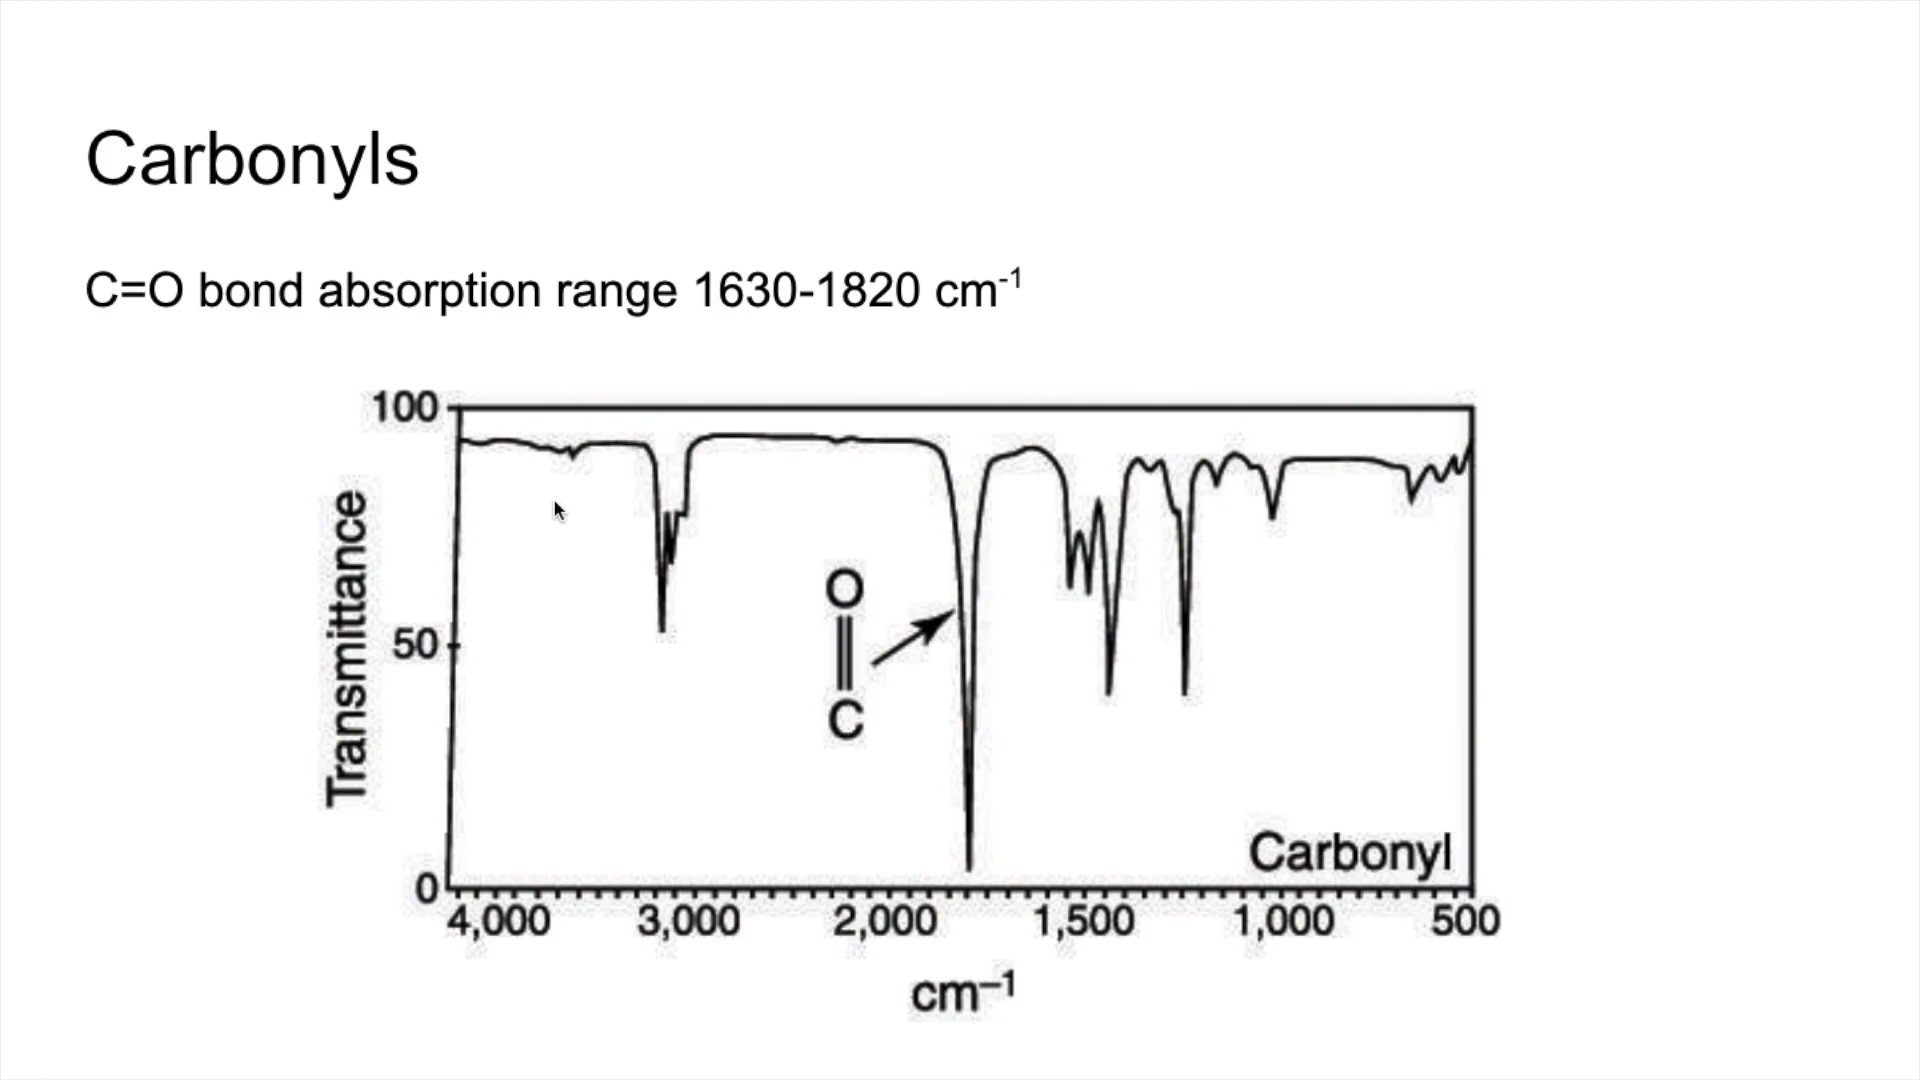 Carbonyls
C=O bond absorption range 1630-1820 cm⁻¹
100
Transmittance
50
O
C
Carbonyl
0
4,000 3,000 2,000 1,500 1,000 500
cm⁻¹